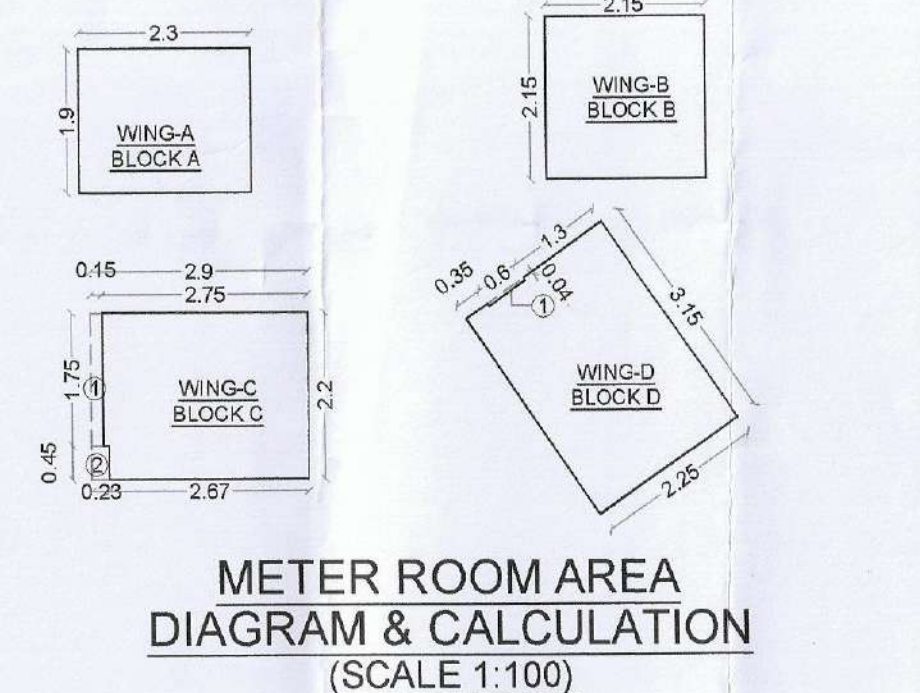 2.3
1.9
WING-A
BLOCK A
2.15
2.15
WING-B
BLOCK B
0.15
2.9
2.75
1.75
1
WING-C
BLOCK C
2.2
0.45
2
0.23
2.67
0.35
0.6
1.3
0.04
1
3.15
WING-D
BLOCK D
2.25
METER ROOM AREA
DIAGRAM & CALCULATION
(SCALE 1:100)